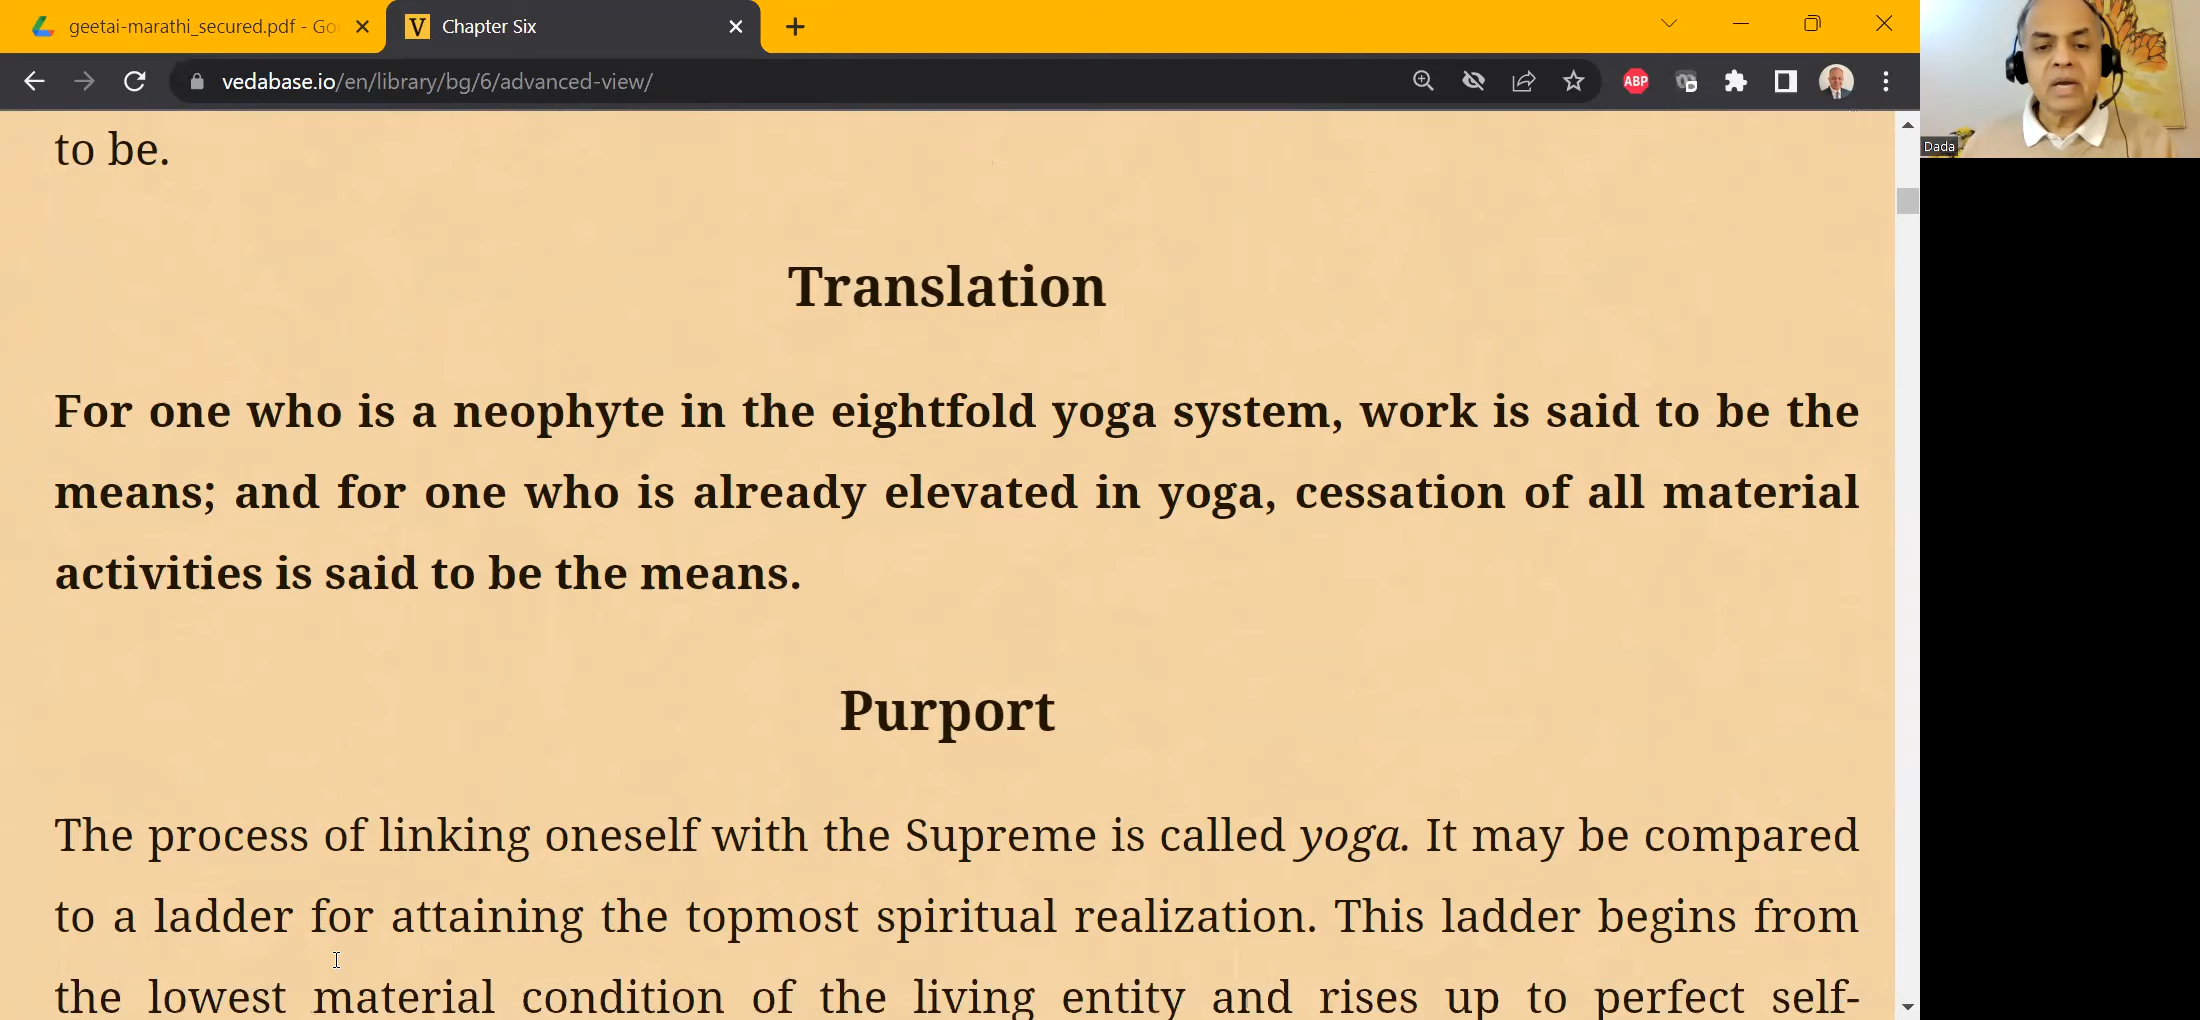 geetai-marathi_secured.pdf - Go
Chapter Six
vedabase.io/en/library/bg/6/advanced-view/
ABP
Dada
to be.
Translation
For one who is a neophyte in the eightfold yoga system, work is said to be the
means; and for one who is already elevated in yoga, cessation of all material
activities is said to be the means.
Purport
The process of linking oneself with the Supreme is called yoga. It may be compared
to a ladder for attaining the topmost spiritual realization. This ladder begins from
the lowest material condition of the living entity and rises up to perfect self-